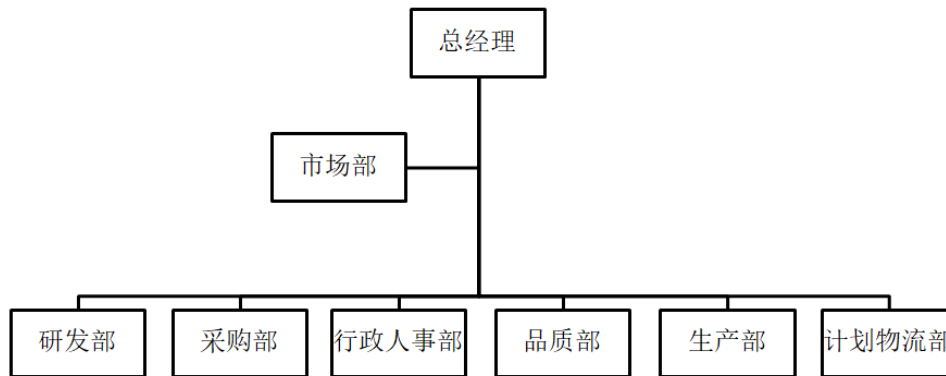 总经理
市场部
研发部
采购部
行政人事部
品质部
生产部
计划物流部